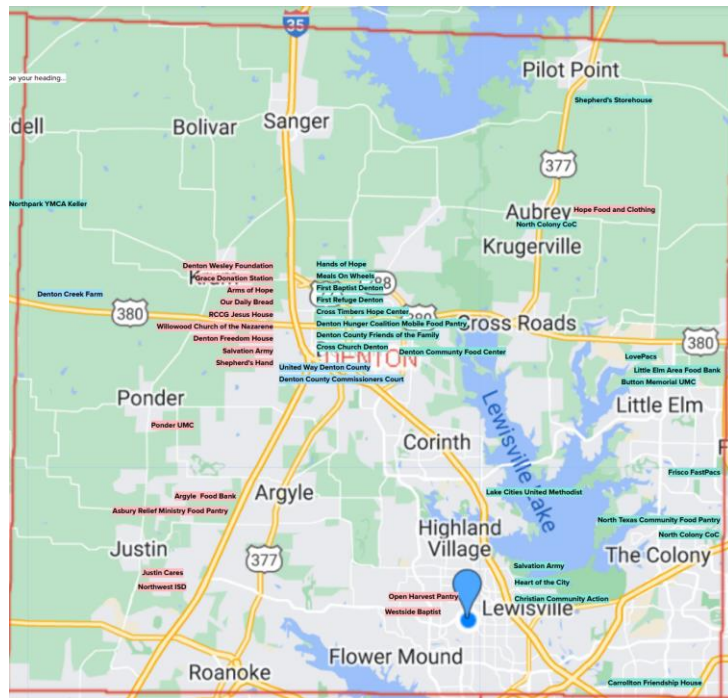 35
Pilot Point
pe your heading...
Shepherd's Storehouse
Sanger
Bolivar
dell
377
Northpark YMCA Keller
Aubrey
Hope Food and Clothing
North Colony CoC
Krugerville
Denton Wesley Foundation
Hands of Hope
Grace Donation Station
Meals On Wheels
288
Arms of Hope
First Baptist Denton
Denton Creek Farm
Our Daily Bread
First Refuge Denton
380
RCCG Jesus House
Cross Timbers Hope Center
Willowood Church of the Nazarene
Denton Hunger Coalition Mobile Food Pantry
Cross Roads
Denton Freedom House
Denton County Friends of the Family
380
Salvation Army
Cross Church Denton
Denton Communty Food Center
LovePacs
Shepherd's Hand
DENTON
United Way Denton County
Little Elm Area Food Bank
Denton County Commissioners Court
Button Memorial UMC
Ponder
Little Elm
Ponder UMC
Corinth
Lewisville Lake
Frisco FastPacs
Argyle Food Bank
Argyle
Lake Cities United Methodist
Asbury Relief Ministry Food Pantry
North Texas Community Food Pantry
Highland
Village
North Colony CoC
Justin
377
The Colony
Salvation Army
Justin Cares
Heart of the City
Northwest ISD
Open Harvest Pantry
Christian Community Action
Westside Baptist
Lewisville
Flower Mound
Roanoke
Carrollton Friendship House